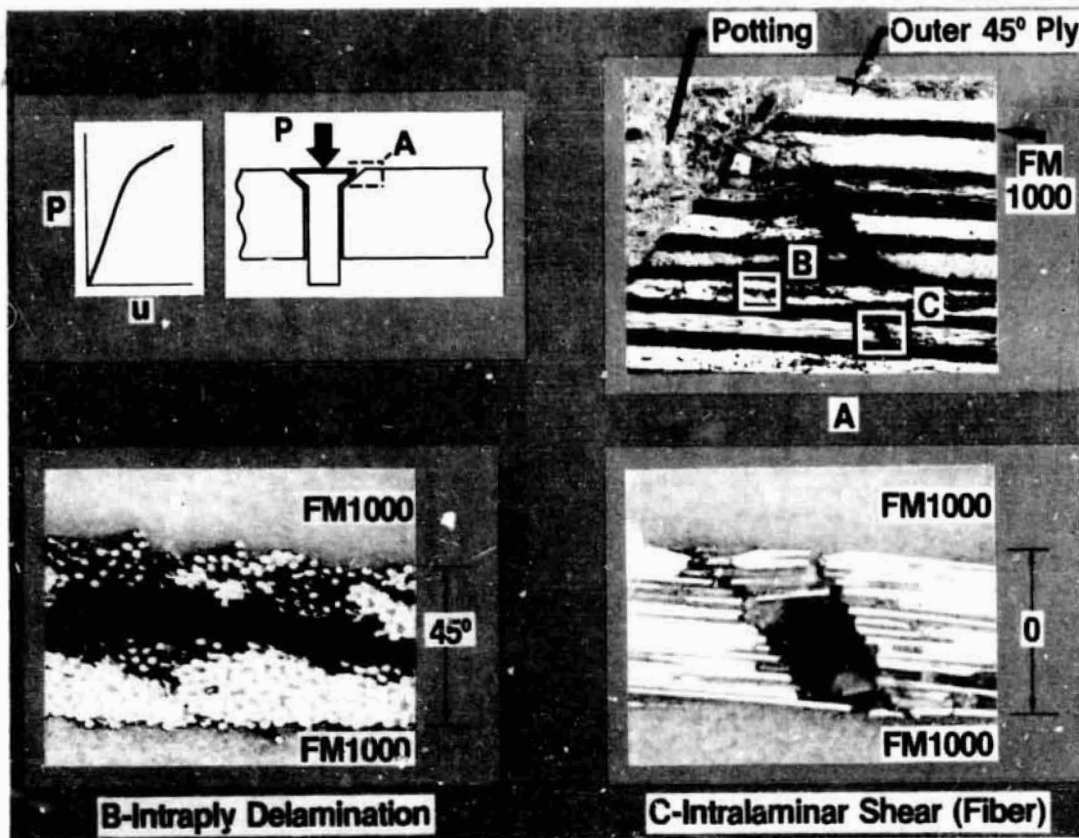 Potting
Outer 45° Ply
P
u
P
A
FM
1000
B
C
A
FM1000
45°
FM1000
B-Intraply Delamination
FM1000
0
FM1000
C-Intralaminar Shear (Fiber)